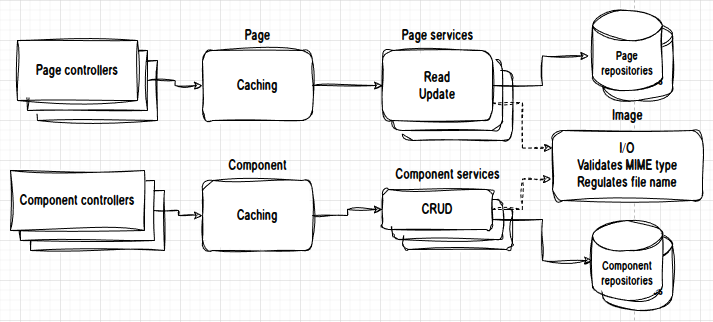 Page
Page services
Page controllers
Caching
Read
Update
Page
repositories
Image
I/O
Validates MIME type
Regulates file name
Component
Component services
Component controllers
Caching
CRUD
Component
repositories